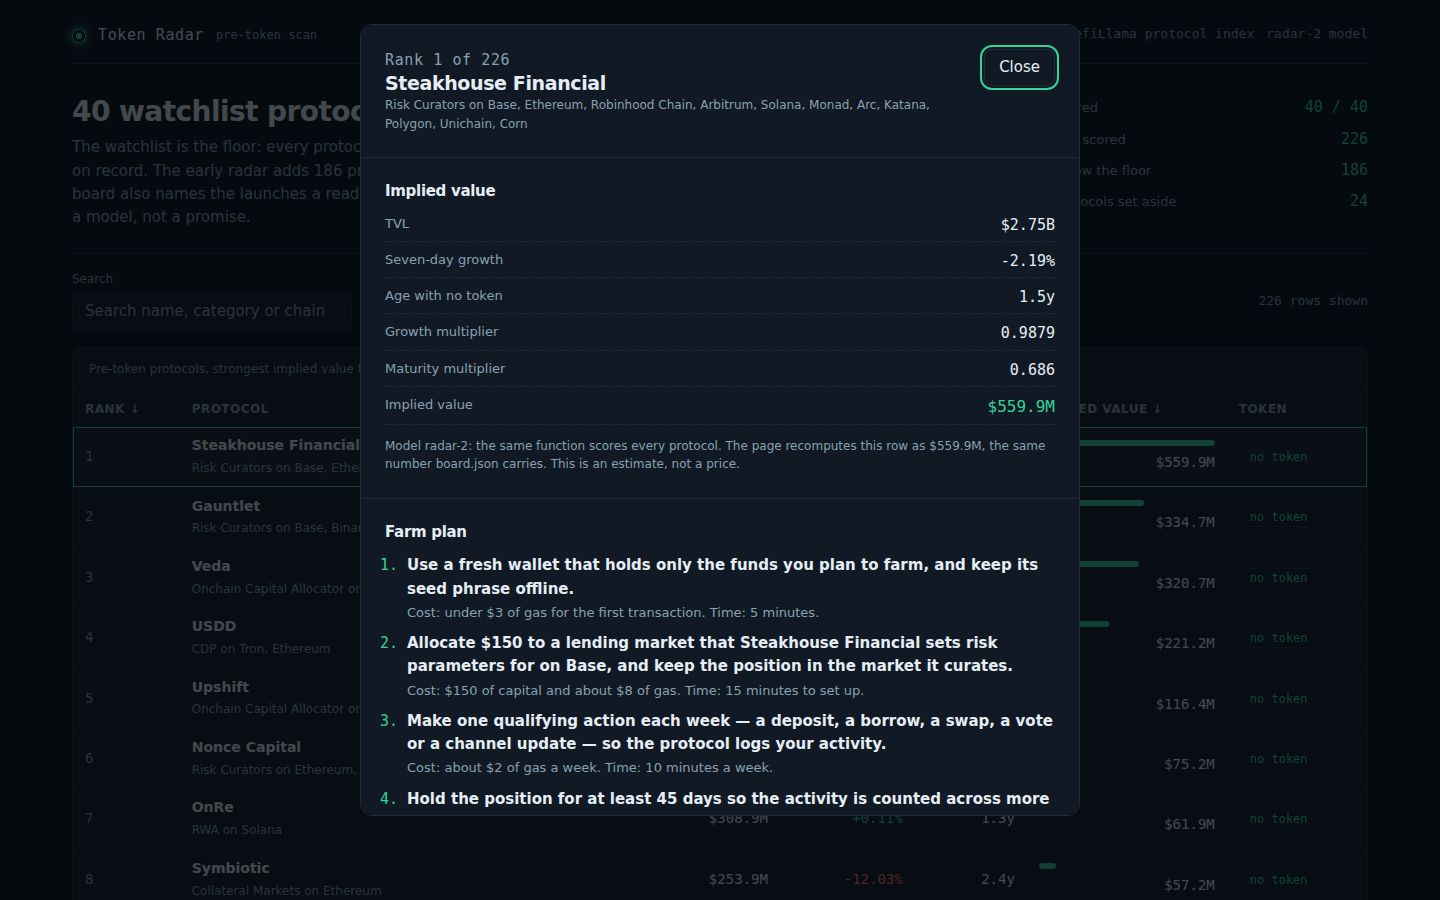 Token Radar pre-token scan
efiLlama protocol index radar-2 model
40 watchlist protoc
The watchlist is the floor: every protoc
on record. The early radar adds 186 pr
board also names the launches a read
a model, not a promise.
red 40 / 40
scored 226
ow the floor 186
ocols set aside 24
Search
Search name, category or chain
226 rows shown
Pre-token protocols, strongest implied value f
RANK ↓ PROTOCOL ED VALUE ↓ TOKEN
1 Steakhouse Financial $559.9M no token
Risk Curators on Base, Ether
2 Gauntlet $334.7M no token
Risk Curators on Base, Binan
3 Veda $320.7M no token
Onchain Capital Allocator on
4 USDD $221.2M no token
CDP on Tron, Ethereum
5 Upshift $116.4M no token
Onchain Capital Allocator on
6 Nonce Capital $75.2M no token
Risk Curators on Ethereum,
7 OnRe $308.9M +0.11% 1.3y $61.9M no token
RWA on Solana
8 Symbiotic $253.9M -12.03% 2.4y $57.2M no token
Collateral Markets on Ethereum
Rank 1 of 226
Steakhouse Financial
Risk Curators on Base, Ethereum, Robinhood Chain, Arbitrum, Solana, Monad, Arc, Katana,
Polygon, Unichain, Corn
Close
Implied value
TVL $2.75B
Seven-day growth -2.19%
Age with no token 1.5y
Growth multiplier 0.9879
Maturity multiplier 0.686
Implied value $559.9M
Model radar-2: the same function scores every protocol. The page recomputes this row as $559.9M, the same
number board.json carries. This is an estimate, not a price.
Farm plan
1. Use a fresh wallet that holds only the funds you plan to farm, and keep its
seed phrase offline.
Cost: under $3 of gas for the first transaction. Time: 5 minutes.
2. Allocate $150 to a lending market that Steakhouse Financial sets risk
parameters for on Base, and keep the position in the market it curates.
Cost: $150 of capital and about $8 of gas. Time: 15 minutes to set up.
3. Make one qualifying action each week — a deposit, a borrow, a swap, a vote
or a channel update — so the protocol logs your activity.
Cost: about $2 of gas a week. Time: 10 minutes a week.
4. Hold the position for at least 45 days so the activity is counted across more